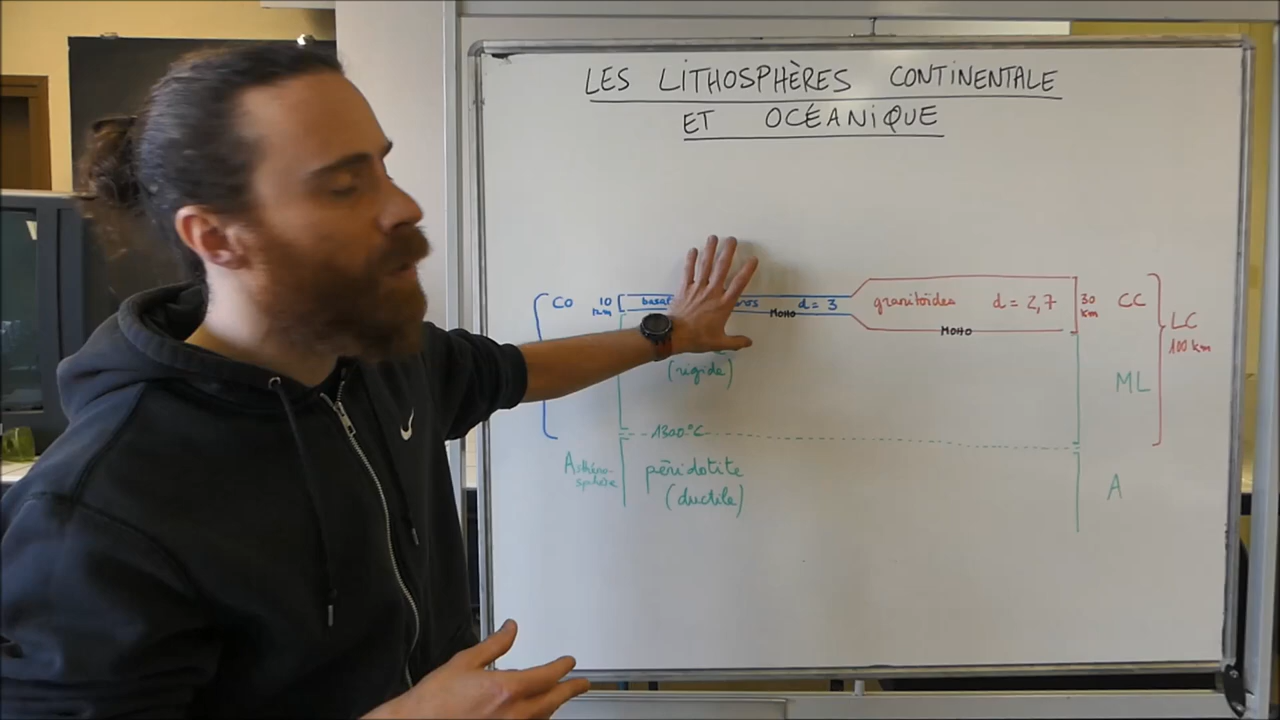 LES LITHOSPHÈRES CONTINENTALE
ET OCÉANIQUE
CO 10 km d = 3 granitoïdes d = 2,7 30 km CC
MOHO
MOHO
LC
100 km
(rigide)
ML
1300°C
Asthéno-
sphère
péridotite
(ductile)
A